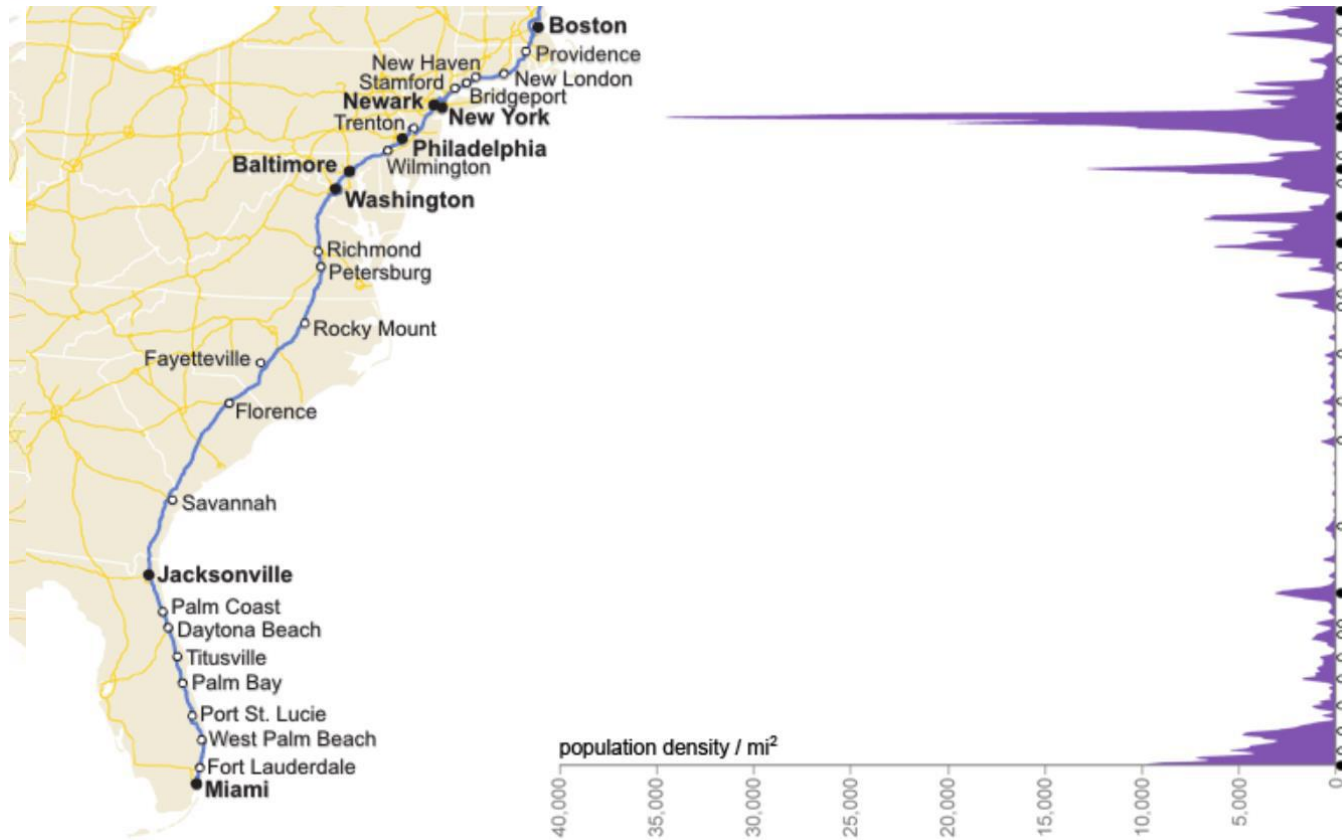 Boston
Providence
New Haven
New London
Stamford
Bridgeport
Newark
New York
Trenton
Philadelphia
Baltimore
Wilmington
Washington
Richmond
Petersburg
Rocky Mount
Fayetteville
Florence
Savannah
Jacksonville
Palm Coast
Daytona Beach
Titusville
Palm Bay
Port St. Lucie
West Palm Beach
Fort Lauderdale
Miami
population density / mi²
40,000
35,000
30,000
25,000
20,000
15,000
10,000
5,000
0